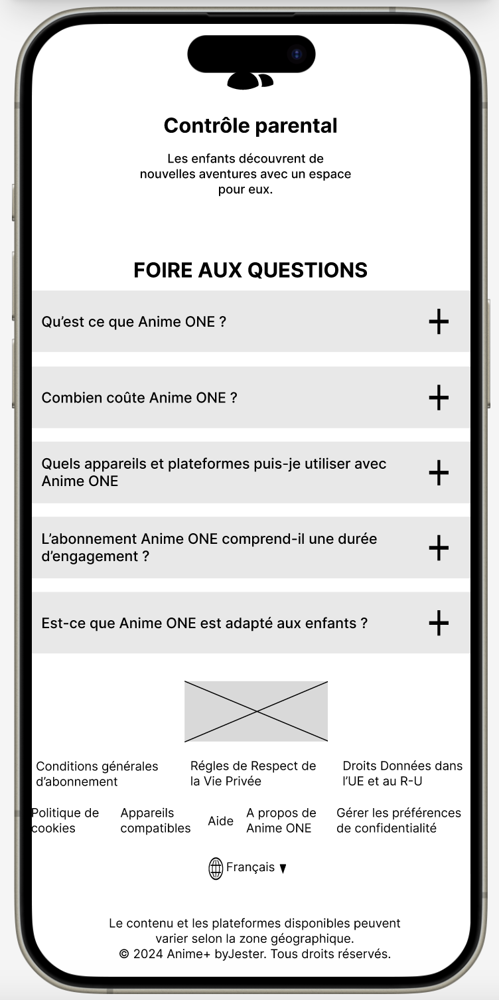 Contrôle parental
Les enfants découvrent de
nouvelles aventures avec un espace
pour eux.
FOIRE AUX QUESTIONS
Qu’est ce que Anime ONE ?
Combien coûte Anime ONE ?
Quels appareils et plateformes puis-je utiliser avec
Anime ONE
L’abonnement Anime ONE comprend-il une durée
d’engagement ?
Est-ce que Anime ONE est adapté aux enfants ?
Conditions générales
d’abonnement
Régles de Respect de
la Vie Privée
Droits Données dans
l’UE et au R-U
Politique de
cookies
Appareils
compatibles
Aide
A propos de
Anime ONE
Gérer les préférences
de confidentialité
Français
Le contenu et les plateformes disponibles peuvent
varier selon la zone géographique.
© 2024 Anime+ byJester. Tous droits réservés.